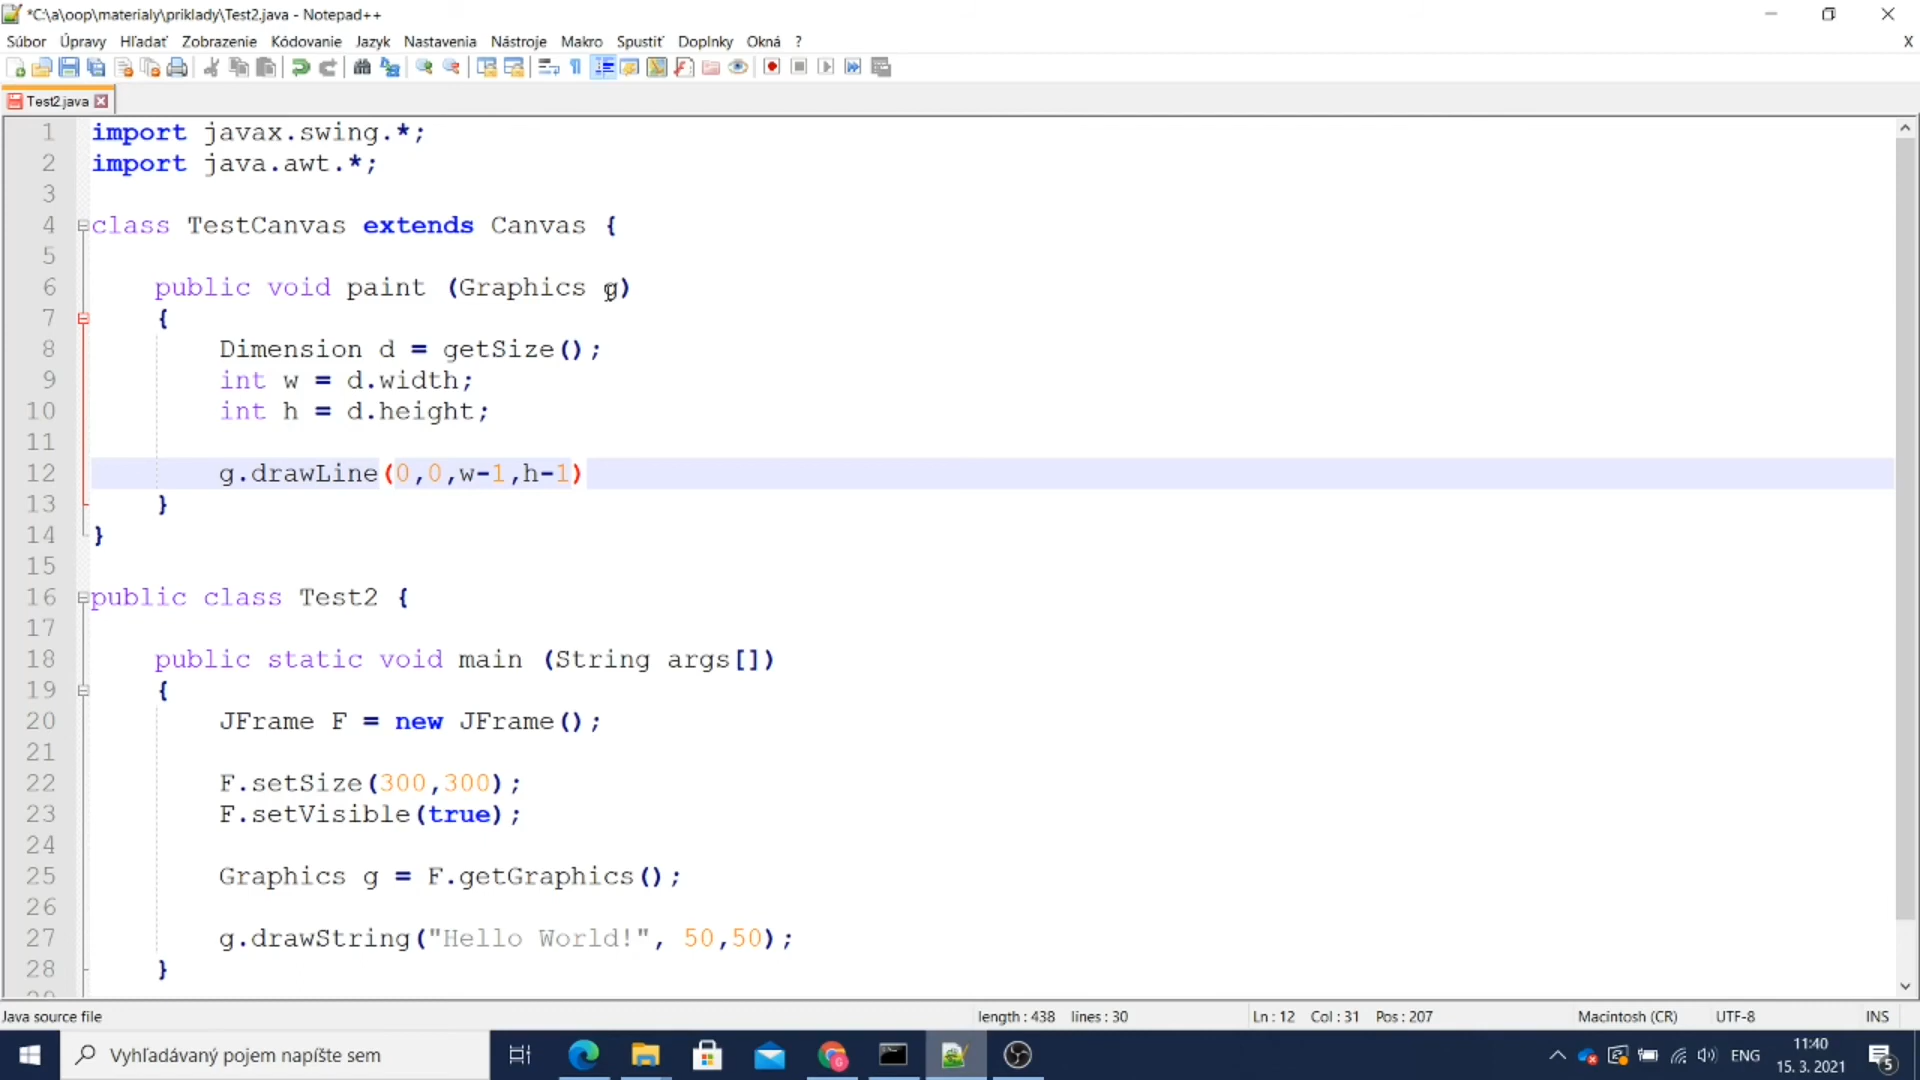 *C:\a\oop\materialy\priklady\Test2.java - Notepad++
Súbor Úpravy Hľadať Zobrazenie Kódovanie Jazyk Nastavenia Nástroje Makro Spustiť Doplnky Okná ? X
Test2.java
1 import javax.swing.*;
2 import java.awt.*;
3
4 class TestCanvas extends Canvas {
5
6 public void paint (Graphics g)
7 {
8 Dimension d = getSize();
9 int w = d.width;
10 int h = d.height;
11
12 g.drawLine(0,0,w-1,h-1)
13 }
14 }
15
16 public class Test2 {
17
18 public static void main (String args[])
19 {
20 JFrame F = new JFrame();
21
22 F.setSize(300,300);
23 F.setVisible(true);
24
25 Graphics g = F.getGraphics();
26
27 g.drawString("Hello World!", 50,50);
28 }
Java source file length : 438 lines : 30 Ln : 12 Col : 31 Pos : 207 Macintosh (CR) UTF-8 INS
Vyhľadávaný pojem napíšte sem ENG 11:40
15. 3. 2021 5